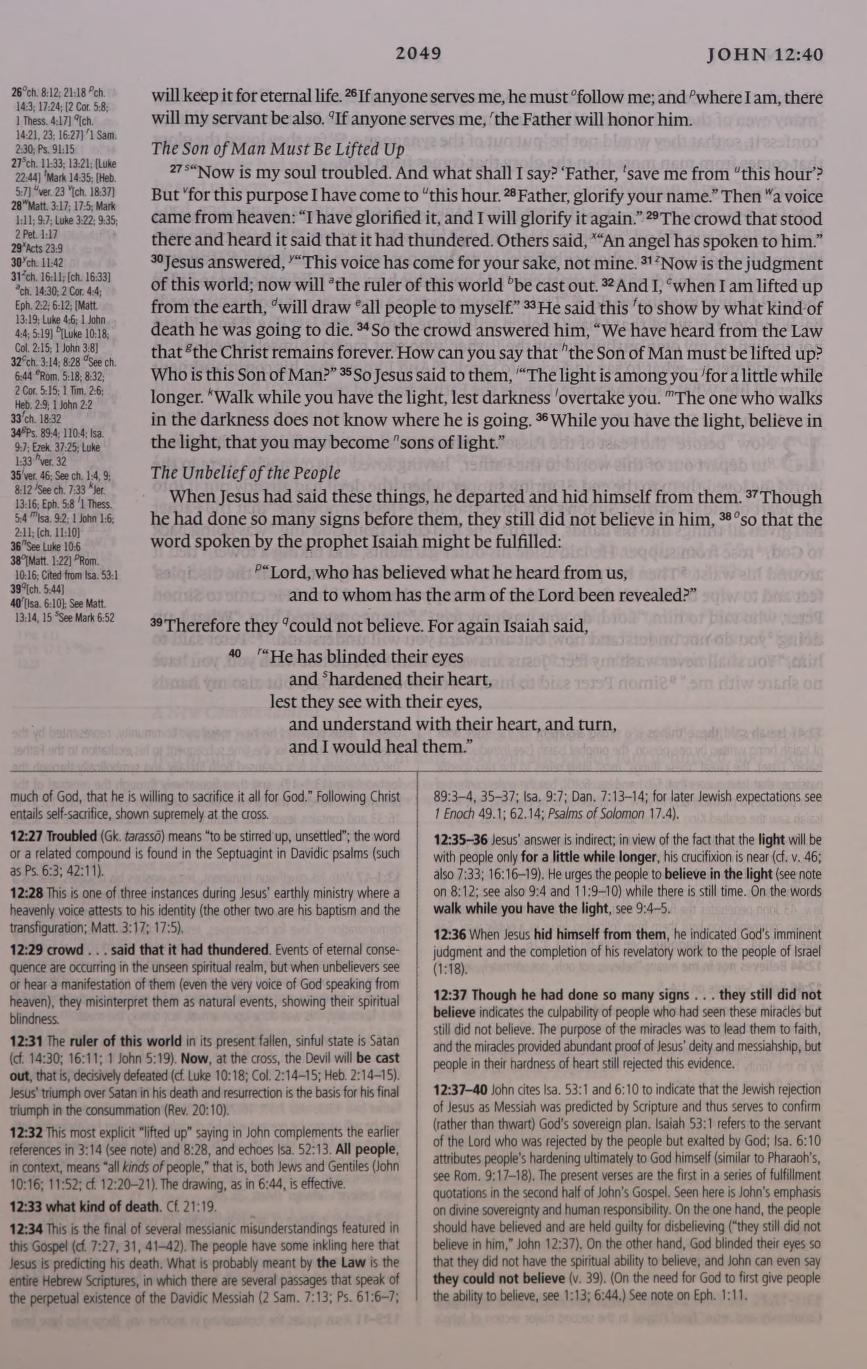 2049
JOHN 12:40
26 o ch. 8:12; 21:18 p ch.
14:3; 17:24; [2 Cor. 5:8;
1 Thess. 4:17] q [ch.
14:21, 23; 16:27] r 1 Sam.
2:30; Ps. 91:15
27 s ch. 11:33; 13:21; [Luke
22:44] t Mark 14:35; [Heb.
5:7] u ver. 23 v [ch. 18:37]
28 w Matt. 3:17; 17:5; Mark
1:11; 9:7; Luke 3:22; 9:35;
2 Pet. 1:17
29 x Acts 23:9
30 y ch. 11:42
31 z ch. 16:11; [ch. 16:33]
a ch. 14:30; 2 Cor. 4:4;
Eph. 2:2; 6:12; [Matt.
13:19; Luke 4:6; 1 John
4:4; 5:19] b [Luke 10:18;
Col. 2:15; 1 John 3:8]
32 c ch. 3:14; 8:28 d See ch.
6:44 e Rom. 5:18; 8:32;
2 Cor. 5:15; 1 Tim. 2:6;
Heb. 2:9; 1 John 2:2
33 f ch. 18:32
34 g Ps. 89:4; 110:4; Isa.
9:7; Ezek. 37:25; Luke
1:33 h ver. 32
35 i ver. 46; See ch. 1:4, 9;
8:12 j See ch. 7:33 k Jer.
13:16; Eph. 5:8 l 1 Thess.
5:4 m Isa. 9:2; 1 John 1:6;
2:11; [ch. 11:10]
36 n See Luke 10:6
38 o [Matt. 1:22] p Rom.
10:16; Cited from Isa. 53:1
39 q [ch. 5:44]
40 r [Isa. 6:10]; See Matt.
13:14, 15 s See Mark 6:52
will keep it for eternal life. 26 If anyone serves me, he must o follow me; and p where I am, there
will my servant be also. q If anyone serves me, r the Father will honor him.
The Son of Man Must Be Lifted Up
27 s “Now is my soul troubled. And what shall I say? ‘Father, t save me from u this hour’?
But v for this purpose I have come to u this hour. 28 Father, glorify your name.” Then w a voice
came from heaven: “I have glorified it, and I will glorify it again.” 29 The crowd that stood
there and heard it said that it had thundered. Others said, x “An angel has spoken to him.”
30 Jesus answered, y “This voice has come for your sake, not mine. 31 z Now is the judgment
of this world; now will a the ruler of this world b be cast out. 32 And I, c when I am lifted up
from the earth, d will draw e all people to myself.” 33 He said this f to show by what kind of
death he was going to die. 34 So the crowd answered him, “We have heard from the Law
that g the Christ remains forever. How can you say that h the Son of Man must be lifted up?
Who is this Son of Man?” 35 So Jesus said to them, i “The light is among you j for a little while
longer. k Walk while you have the light, lest darkness l overtake you. m The one who walks
in the darkness does not know where he is going. 36 While you have the light, believe in
the light, that you may become n sons of light.”
The Unbelief of the People
When Jesus had said these things, he departed and hid himself from them. 37 Though
he had done so many signs before them, they still did not believe in him, 38 o so that the
word spoken by the prophet Isaiah might be fulfilled:
p “Lord, who has believed what he heard from us,
and to whom has the arm of the Lord been revealed?”
39 Therefore they q could not believe. For again Isaiah said,
40 r “He has blinded their eyes
and s hardened their heart,
lest they see with their eyes,
and understand with their heart, and turn,
and I would heal them.”
much of God, that he is willing to sacrifice it all for God.” Following Christ
entails self-sacrifice, shown supremely at the cross.
12:27 Troubled (Gk. tarassō) means “to be stirred up, unsettled”; the word
or a related compound is found in the Septuagint in Davidic psalms (such
as Ps. 6:3; 42:11).
12:28 This is one of three instances during Jesus’ earthly ministry where a
heavenly voice attests to his identity (the other two are his baptism and the
transfiguration; Matt. 3:17; 17:5).
12:29 crowd . . . said that it had thundered. Events of eternal conse-
quence are occurring in the unseen spiritual realm, but when unbelievers see
or hear a manifestation of them (even the very voice of God speaking from
heaven), they misinterpret them as natural events, showing their spiritual
blindness.
12:31 The ruler of this world in its present fallen, sinful state is Satan
(cf. 14:30; 16:11; 1 John 5:19). Now, at the cross, the Devil will be cast
out, that is, decisively defeated (cf. Luke 10:18; Col. 2:14–15; Heb. 2:14–15).
Jesus’ triumph over Satan in his death and resurrection is the basis for his final
triumph in the consummation (Rev. 20:10).
12:32 This most explicit “lifted up” saying in John complements the earlier
references in 3:14 (see note) and 8:28, and echoes Isa. 52:13. All people,
in context, means “all kinds of people,” that is, both Jews and Gentiles (John
10:16; 11:52; cf. 12:20–21). The drawing, as in 6:44, is effective.
12:33 what kind of death. Cf. 21:19.
12:34 This is the final of several messianic misunderstandings featured in
this Gospel (cf. 7:27, 31, 41–42). The people have some inkling here that
Jesus is predicting his death. What is probably meant by the Law is the
entire Hebrew Scriptures, in which there are several passages that speak of
the perpetual existence of the Davidic Messiah (2 Sam. 7:13; Ps. 61:6–7;
89:3–4, 35–37; Isa. 9:7; Dan. 7:13–14; for later Jewish expectations see
1 Enoch 49.1; 62.14; Psalms of Solomon 17.4).
12:35–36 Jesus’ answer is indirect; in view of the fact that the light will be
with people only for a little while longer, his crucifixion is near (cf. v. 46;
also 7:33; 16:16–19). He urges the people to believe in the light (see note
on 8:12; see also 9:4 and 11:9–10) while there is still time. On the words
walk while you have the light, see 9:4–5.
12:36 When Jesus hid himself from them, he indicated God’s imminent
judgment and the completion of his revelatory work to the people of Israel
(1:18).
12:37 Though he had done so many signs . . . they still did not
believe indicates the culpability of people who had seen these miracles but
still did not believe. The purpose of the miracles was to lead them to faith,
and the miracles provided abundant proof of Jesus’ deity and messiahship, but
people in their hardness of heart still rejected this evidence.
12:37–40 John cites Isa. 53:1 and 6:10 to indicate that the Jewish rejection
of Jesus as Messiah was predicted by Scripture and thus serves to confirm
(rather than thwart) God’s sovereign plan. Isaiah 53:1 refers to the servant
of the Lord who was rejected by the people but exalted by God; Isa. 6:10
attributes people’s hardening ultimately to God himself (similar to Pharaoh’s,
see Rom. 9:17–18). The present verses are the first in a series of fulfillment
quotations in the second half of John’s Gospel. Seen here is John’s emphasis
on divine sovereignty and human responsibility. On the one hand, the people
should have believed and are held guilty for disbelieving (“they still did not
believe in him,” John 12:37). On the other hand, God blinded their eyes so
that they did not have the spiritual ability to believe, and John can even say
they could not believe (v. 39). (On the need for God to first give people
the ability to believe, see 1:13; 6:44.) See note on Eph. 1:11.